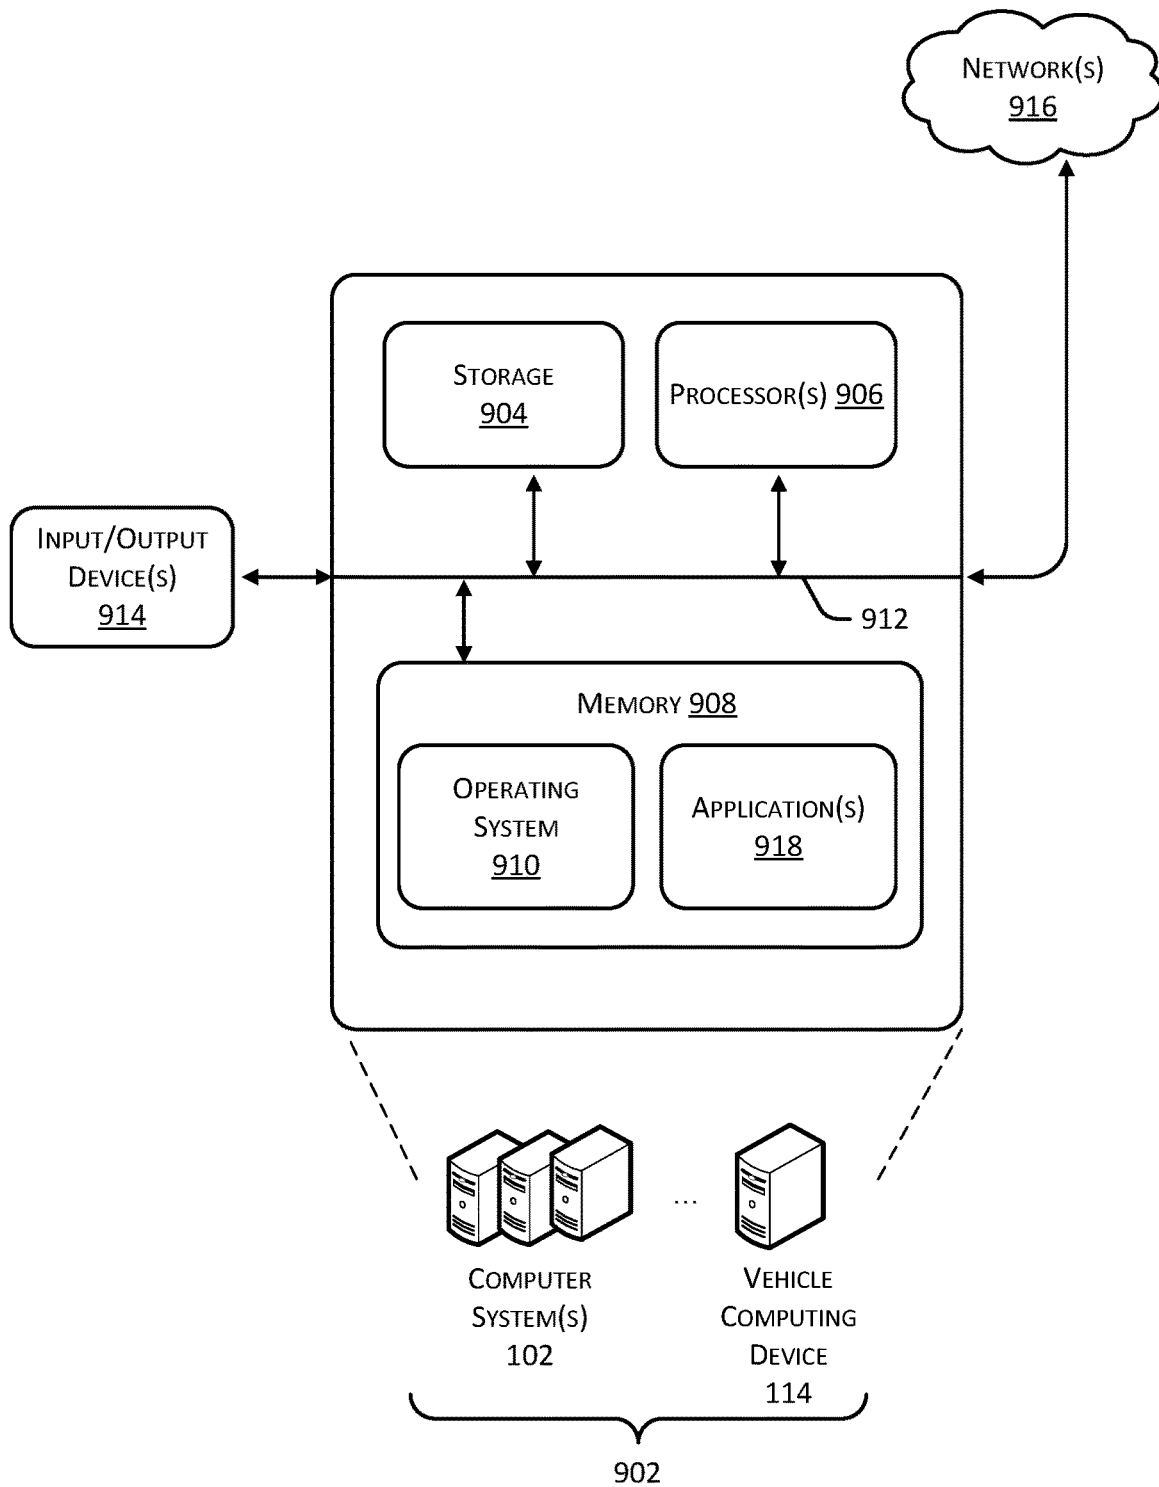 NETWORK(S)
916
STORAGE
904
PROCESSOR(S) 906
INPUT/OUTPUT
DEVICE(S)
914
912
MEMORY 908
OPERATING
SYSTEM
910
APPLICATION(S)
918
...
COMPUTER
SYSTEM(S)
102
VEHICLE
COMPUTING
DEVICE
114
902